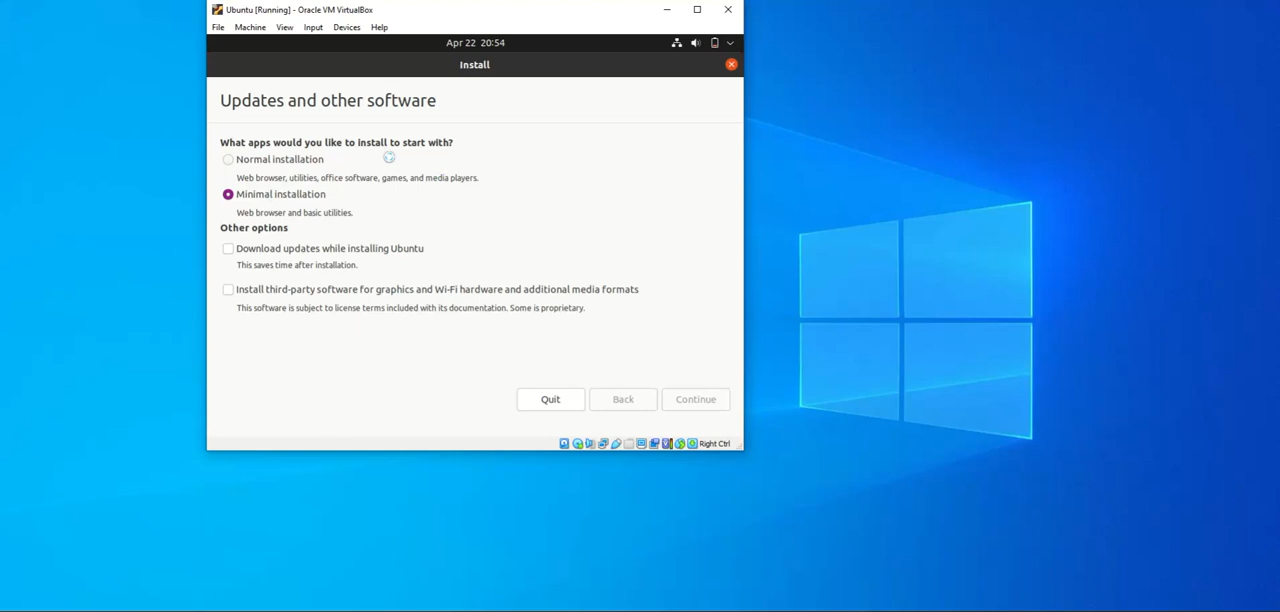 Ubuntu [Running] - Oracle VM VirtualBox
File Machine View Input Devices Help
Apr 22 20:54
Install
Updates and other software
What apps would you like to install to start with?
Normal installation
Web browser, utilities, office software, games, and media players.
Minimal installation
Web browser and basic utilities.
Other options
Download updates while installing Ubuntu
This saves time after installation.
Install third-party software for graphics and Wi-Fi hardware and additional media formats
This software is subject to license terms included with its documentation. Some is proprietary.
Quit Back Continue
Right Ctrl